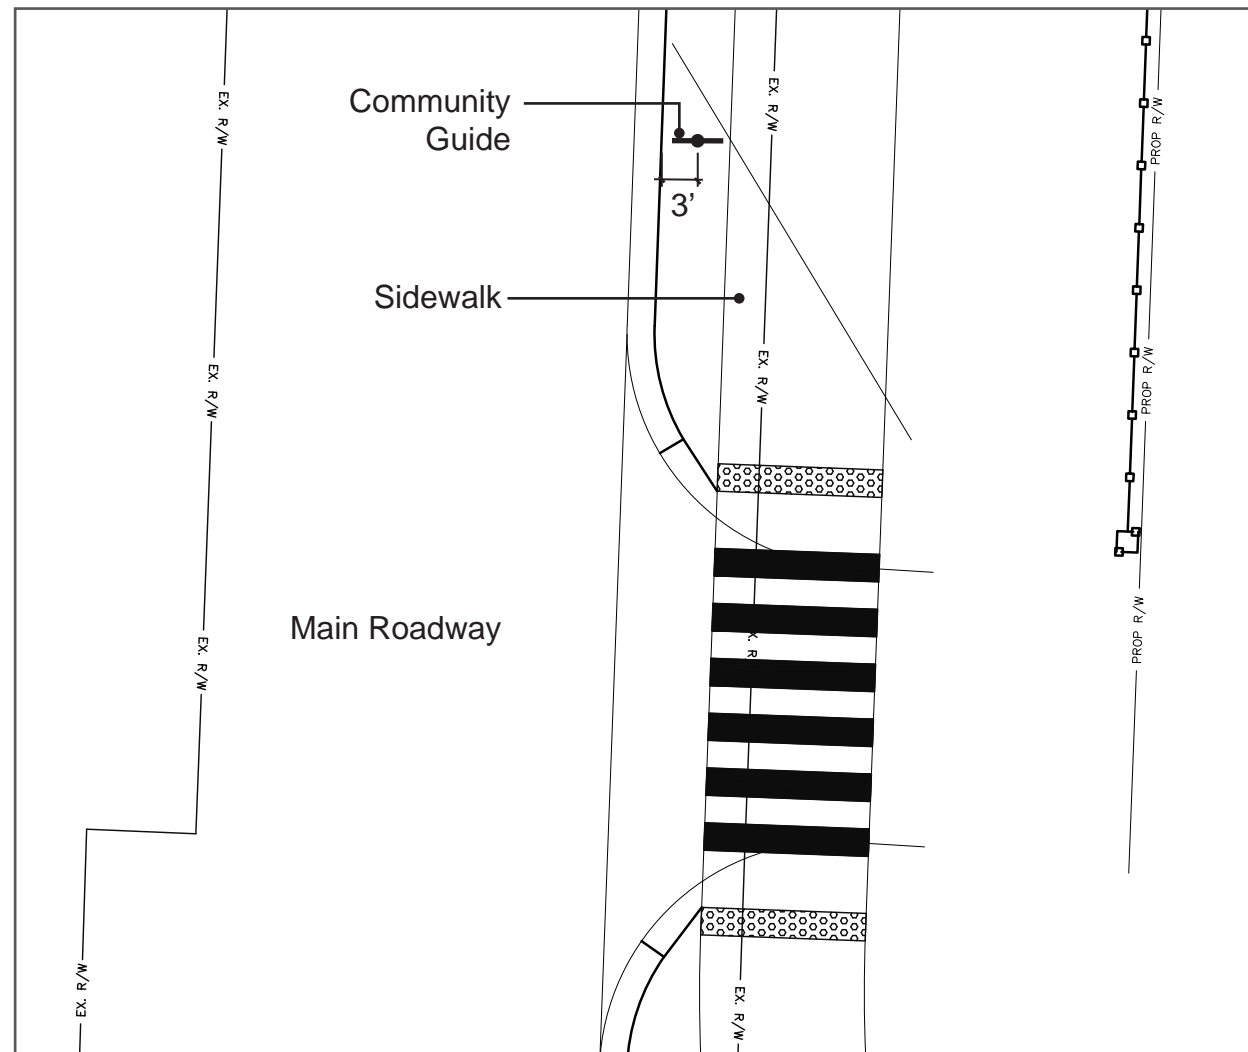 EX. R/W
EX. R/W
PROP R/W
Community
Guide
3’
Sidewalk
EX. R/W
EX. R/W
PROP R/W
Main Roadway
EX. R/W
X. R
PROP R/W
EX. R/W
EX. R/W